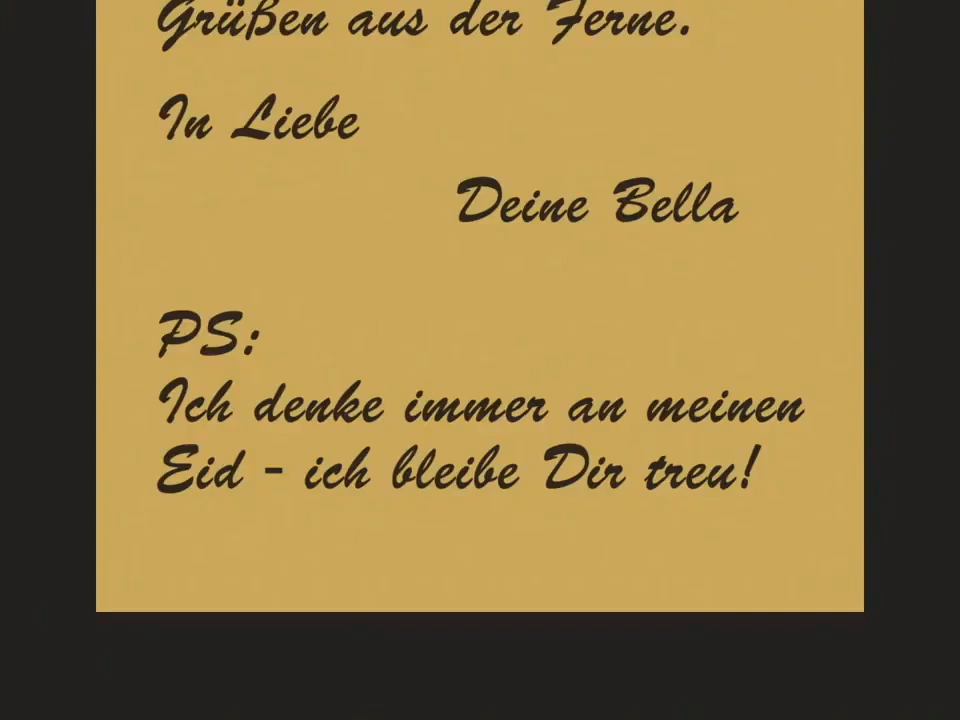 Grüßen aus der Ferne.
In Liebe
Deine Bella
PS:
Ich denke immer an meinen
Eid - ich bleibe Dir treu!